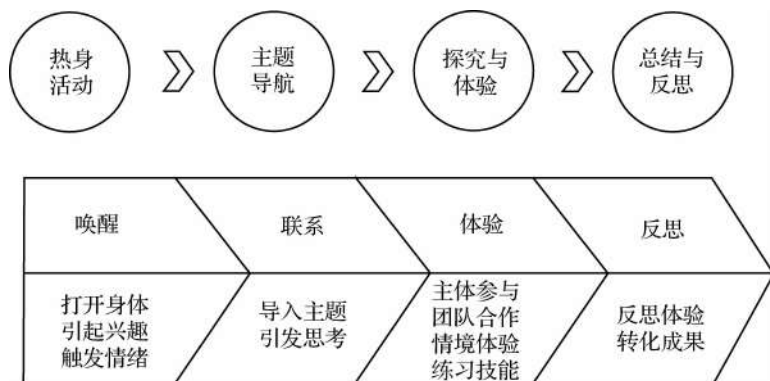 热身
活动
主题
导航
探究与
体验
总结与
反思
唤醒
联系
体验
反思
打开身体
引起兴趣
触发情绪
导入主题
引发思考
主体参与
团队合作
情境体验
练习技能
反思体验
转化成果